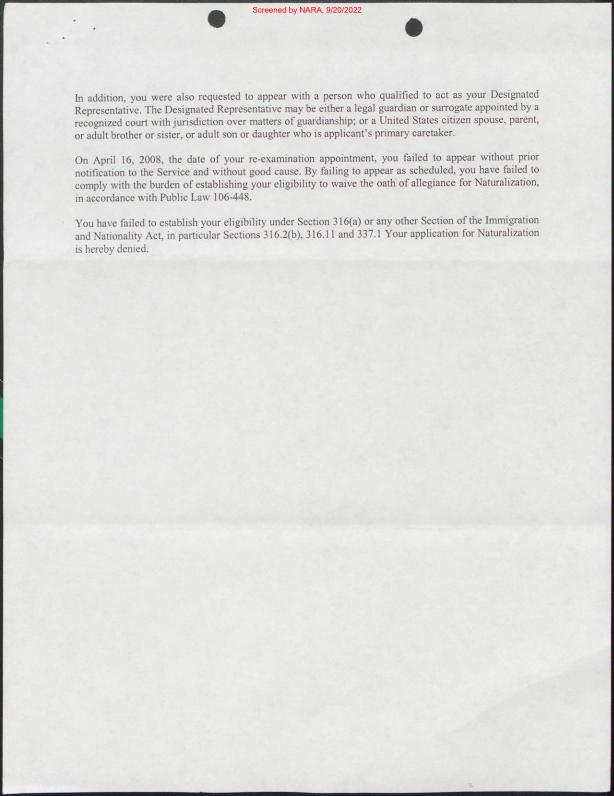 Screened by NARA, 9/20/2022
In addition, you were also requested to appear with a person who qualified to act as your Designated
Representative. The Designated Representative may be either a legal guardian or surrogate appointed by a
recognized court with jurisdiction over matters of guardianship; or a United States citizen spouse, parent,
or adult brother or sister, or adult son or daughter who is applicant's primary caretaker.
On April 16, 2008, the date of your re-examination appointment, you failed to appear without prior
notification to the Service and without good cause. By failing to appear as scheduled, you have failed to
comply with the burden of establishing your eligibility to waive the oath of allegiance for Naturalization,
in accordance with Public Law 106-448.
You have failed to establish your eligibility under Section 316(a) or any other Section of the Immigration
and Nationality Act, in particular Sections 316.2(b), 316.11 and 337.1 Your application for Naturalization
is hereby denied.